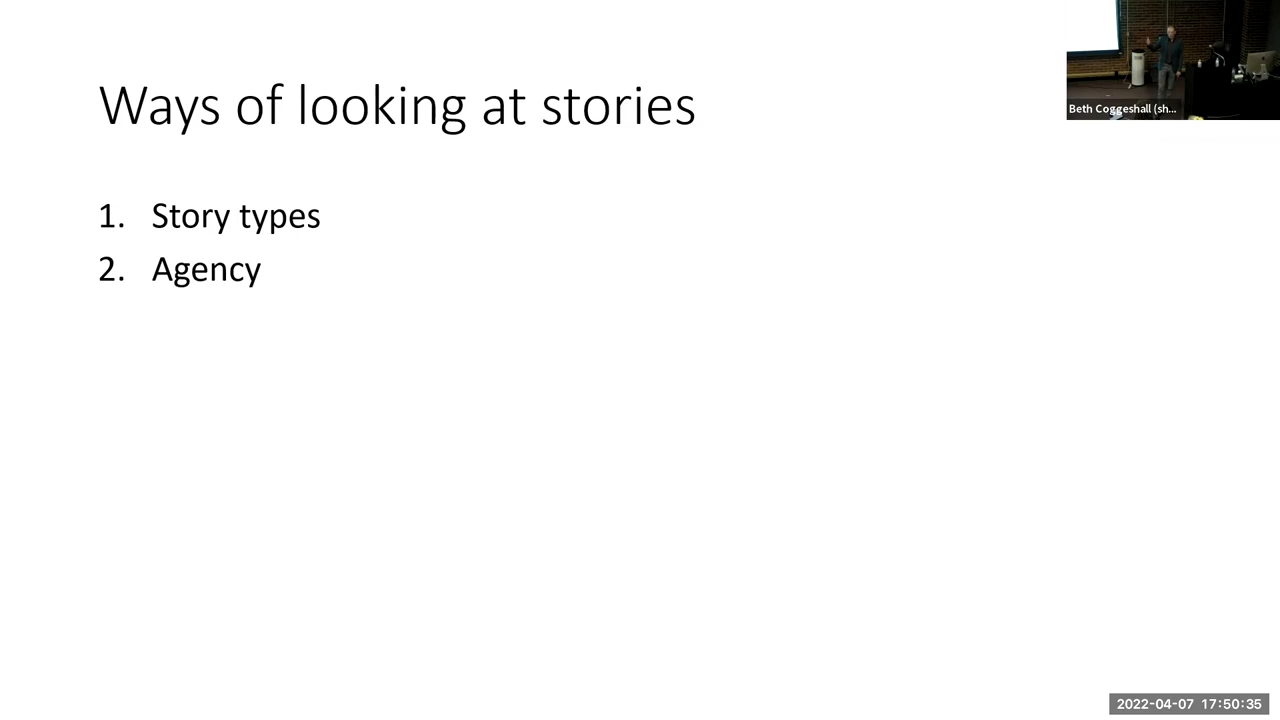 Ways of looking at stories
Beth Coggeshall (sh...
1. Story types
2. Agency
2022-04-07 17:50:35